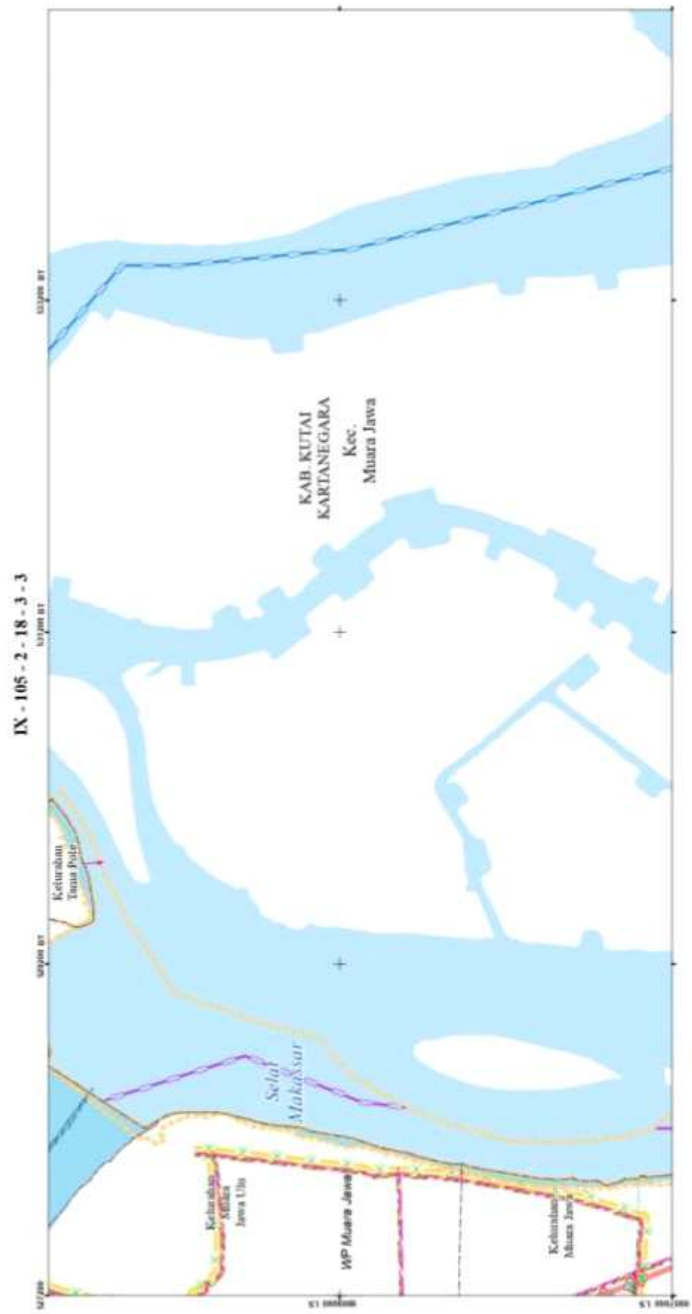 IX - 105 - 2 - 18 - 3 - 3
KAB. KUTAI
KARTANEGARA
Kec.
Muara Jawa
Kelurahan
Tama Pole
Selat
Makassar
Kelurahan
Muara
Jawa Ulu
WP Muara Jawa
Kelurahan
Muara Jawa